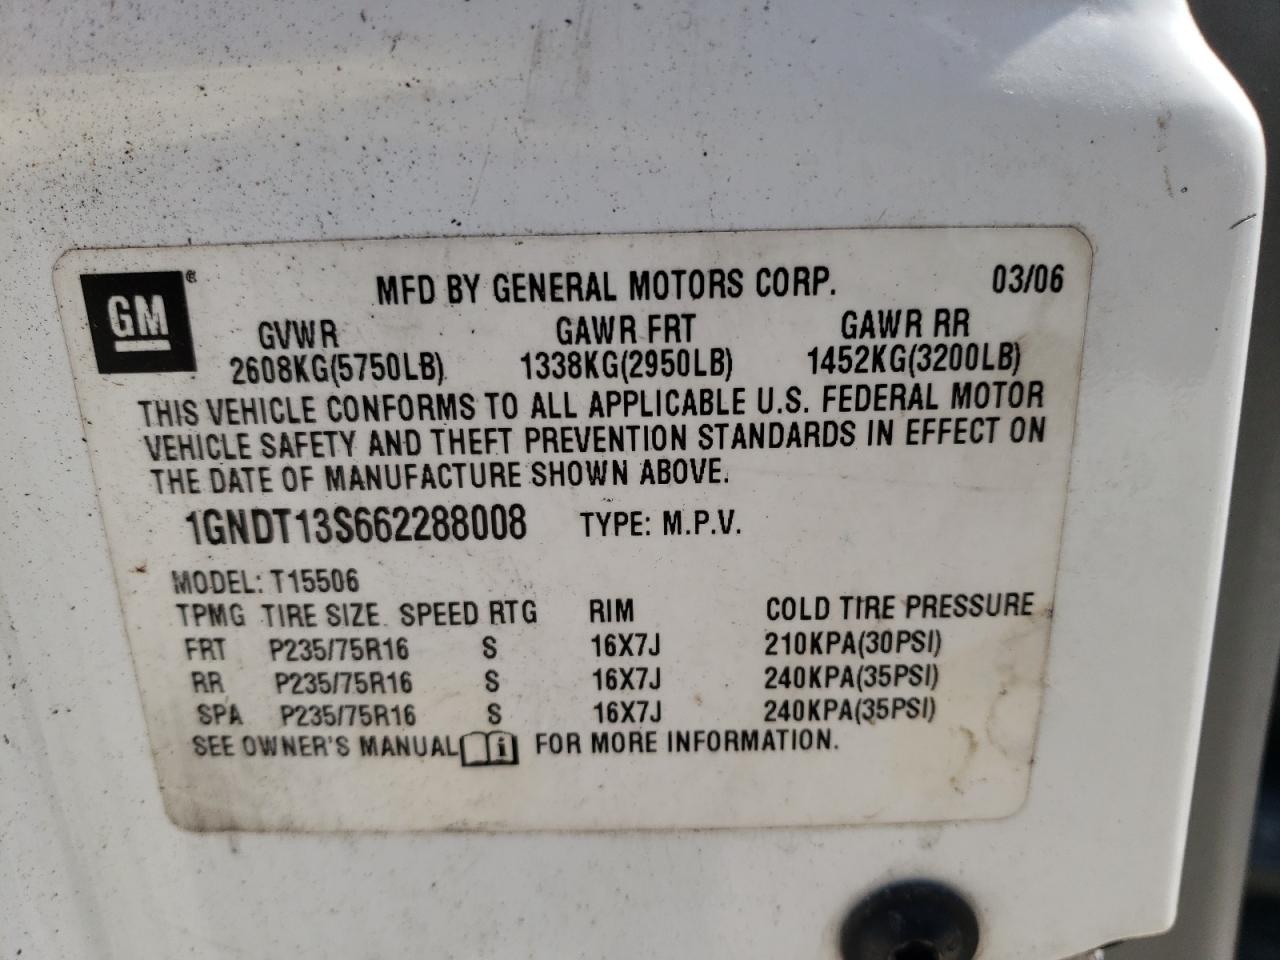 GM ®
MFD BY GENERAL MOTORS CORP. 03/06
GVWR GAWR FRT GAWR RR
2608KG(5750LB) 1338KG(2950LB) 1452KG(3200LB)
THIS VEHICLE CONFORMS TO ALL APPLICABLE U.S. FEDERAL MOTOR
VEHICLE SAFETY AND THEFT PREVENTION STANDARDS IN EFFECT ON
THE DATE OF MANUFACTURE SHOWN ABOVE.
1GNDT13S662288008 TYPE: M.P.V.
MODEL: T15506
TPMG TIRE SIZE SPEED RTG RIM COLD TIRE PRESSURE
FRT P235/75R16 S 16X7J 210KPA(30PSI)
RR P235/75R16 S 16X7J 240KPA(35PSI)
SPA P235/75R16 S 16X7J 240KPA(35PSI)
SEE OWNER'S MANUAL i FOR MORE INFORMATION.